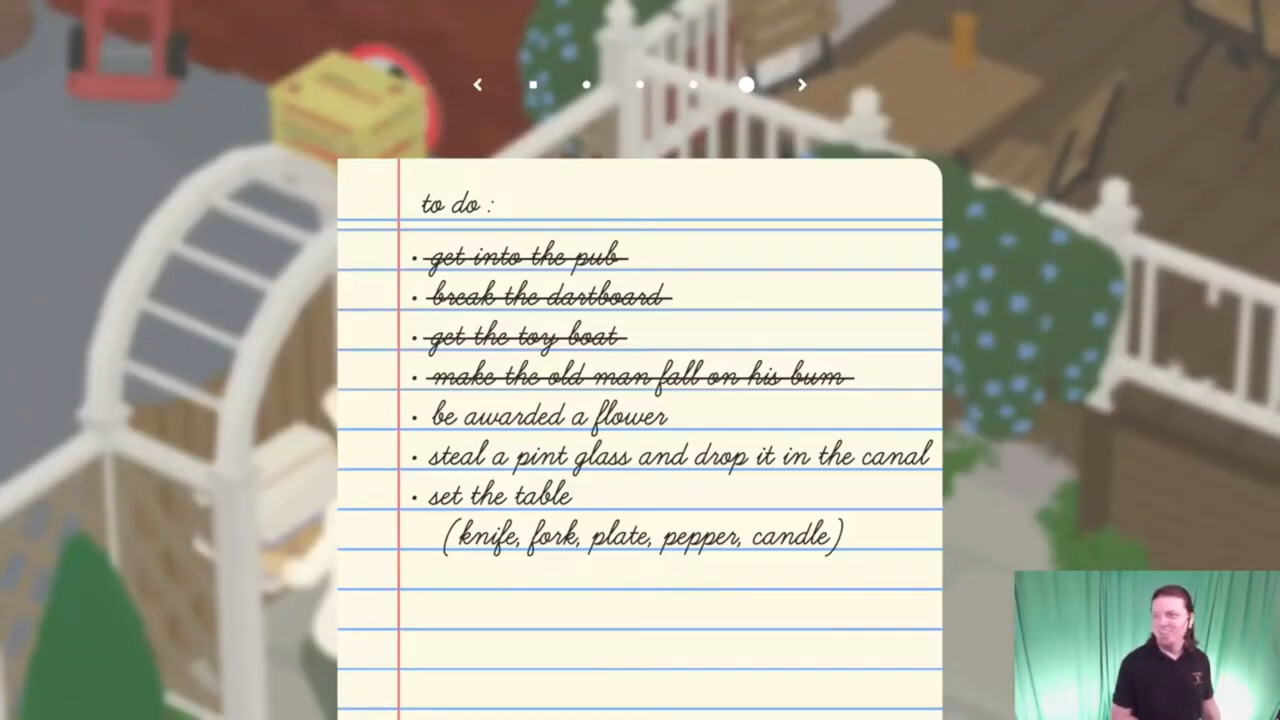 to do :
• get into the pub
• break the dartboard
• get the toy boat
• make the old man fall on his bum
• be awarded a flower
• steal a pint glass and drop it in the canal
• set the table
(knife, fork, plate, pepper, candle)